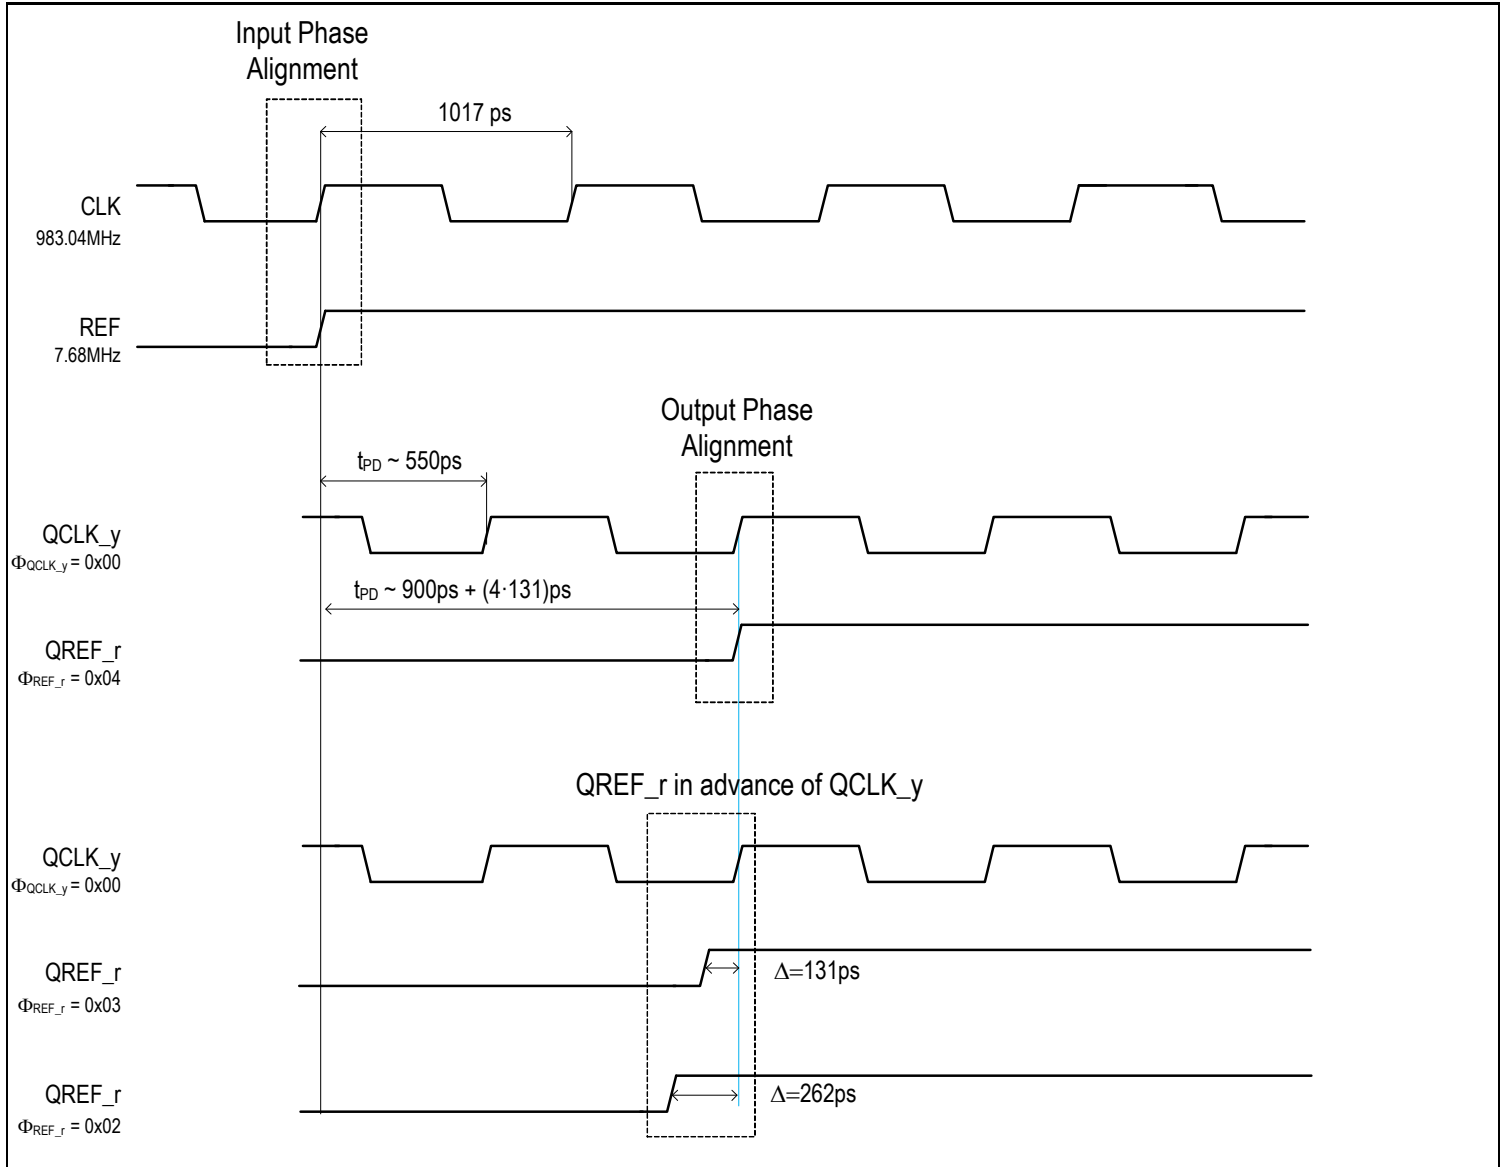 Input Phase
Alignment
1017 ps
CLK
983.04MHz
REF
7.68MHz
Output Phase
Alignment
tPD ~ 550ps
QCLK_y
ΦQCLK_y = 0x00
tPD ~ 900ps + (4·131)ps
QREF_r
ΦREF_r = 0x04
QREF_r in advance of QCLK_y
QCLK_y
ΦQCLK_y = 0x00
QREF_r
Δ=131ps
ΦREF_r = 0x03
QREF_r
Δ=262ps
ΦREF_r = 0x02